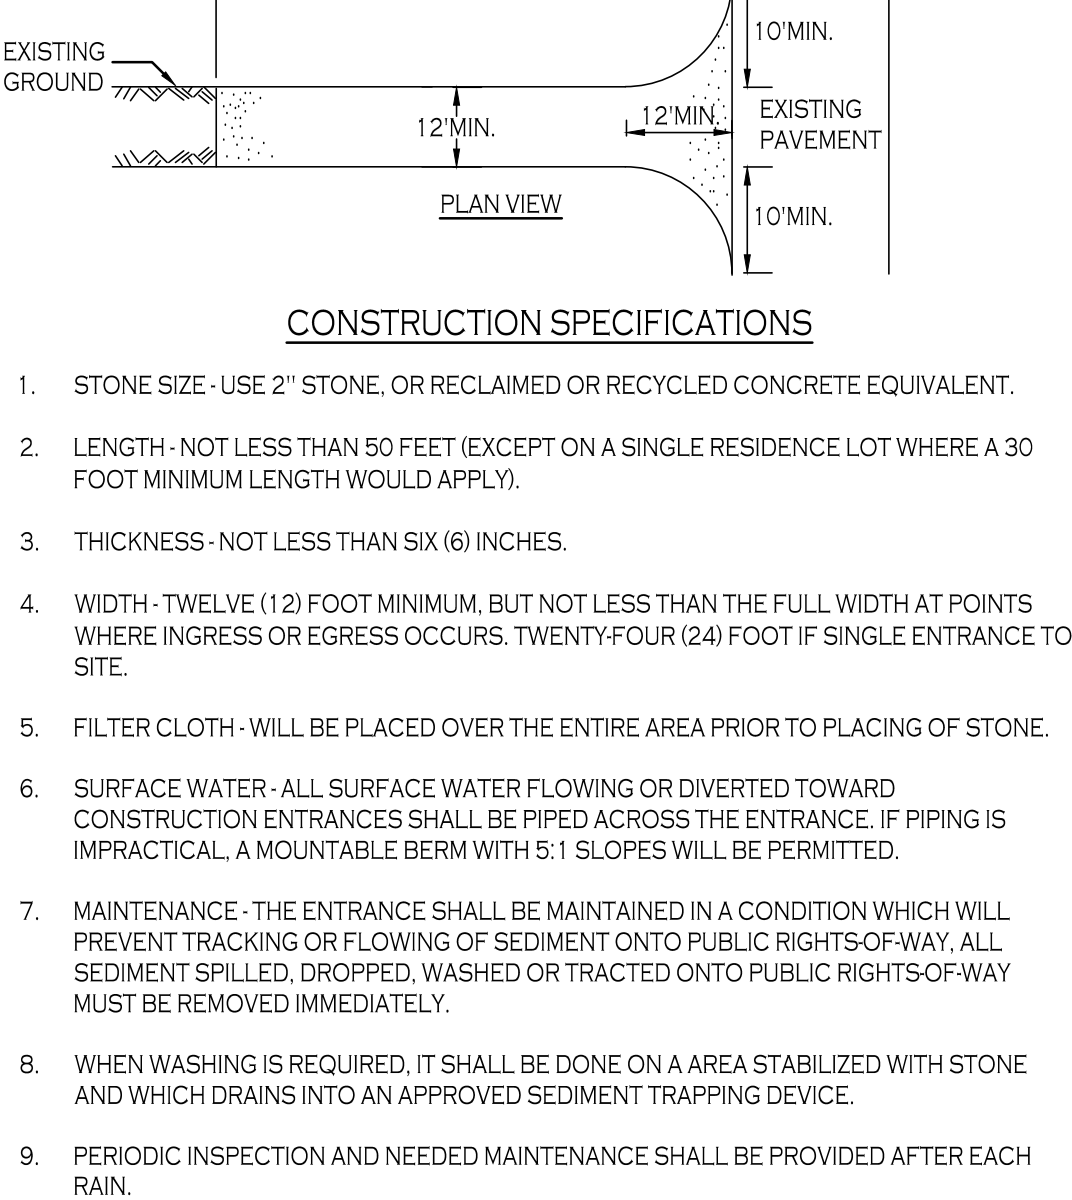 10'MIN.
EXISTING
GROUND
12'MIN.
12'MIN.
EXISTING
PAVEMENT
PLAN VIEW
10'MIN.
CONSTRUCTION SPECIFICATIONS
1. STONE SIZE - USE 2" STONE, OR RECLAIMED OR RECYCLED CONCRETE EQUIVALENT.
2. LENGTH - NOT LESS THAN 50 FEET (EXCEPT ON A SINGLE RESIDENCE LOT WHERE A 30
FOOT MINIMUM LENGTH WOULD APPLY).
3. THICKNESS - NOT LESS THAN SIX (6) INCHES.
4. WIDTH - TWELVE (12) FOOT MINIMUM, BUT NOT LESS THAN THE FULL WIDTH AT POINTS
WHERE INGRESS OR EGRESS OCCURS. TWENTY-FOUR (24) FOOT IF SINGLE ENTRANCE TO
SITE.
5. FILTER CLOTH - WILL BE PLACED OVER THE ENTIRE AREA PRIOR TO PLACING OF STONE.
6. SURFACE WATER - ALL SURFACE WATER FLOWING OR DIVERTED TOWARD
CONSTRUCTION ENTRANCES SHALL BE PIPED ACROSS THE ENTRANCE. IF PIPING IS
IMPRACTICAL, A MOUNTABLE BERM WITH 5:1 SLOPES WILL BE PERMITTED.
7. MAINTENANCE - THE ENTRANCE SHALL BE MAINTAINED IN A CONDITION WHICH WILL
PREVENT TRACKING OR FLOWING OF SEDIMENT ONTO PUBLIC RIGHTS-OF-WAY, ALL
SEDIMENT SPILLED, DROPPED, WASHED OR TRACTED ONTO PUBLIC RIGHTS-OF-WAY
MUST BE REMOVED IMMEDIATELY.
8. WHEN WASHING IS REQUIRED, IT SHALL BE DONE ON A AREA STABILIZED WITH STONE
AND WHICH DRAINS INTO AN APPROVED SEDIMENT TRAPPING DEVICE.
9. PERIODIC INSPECTION AND NEEDED MAINTENANCE SHALL BE PROVIDED AFTER EACH
RAIN.